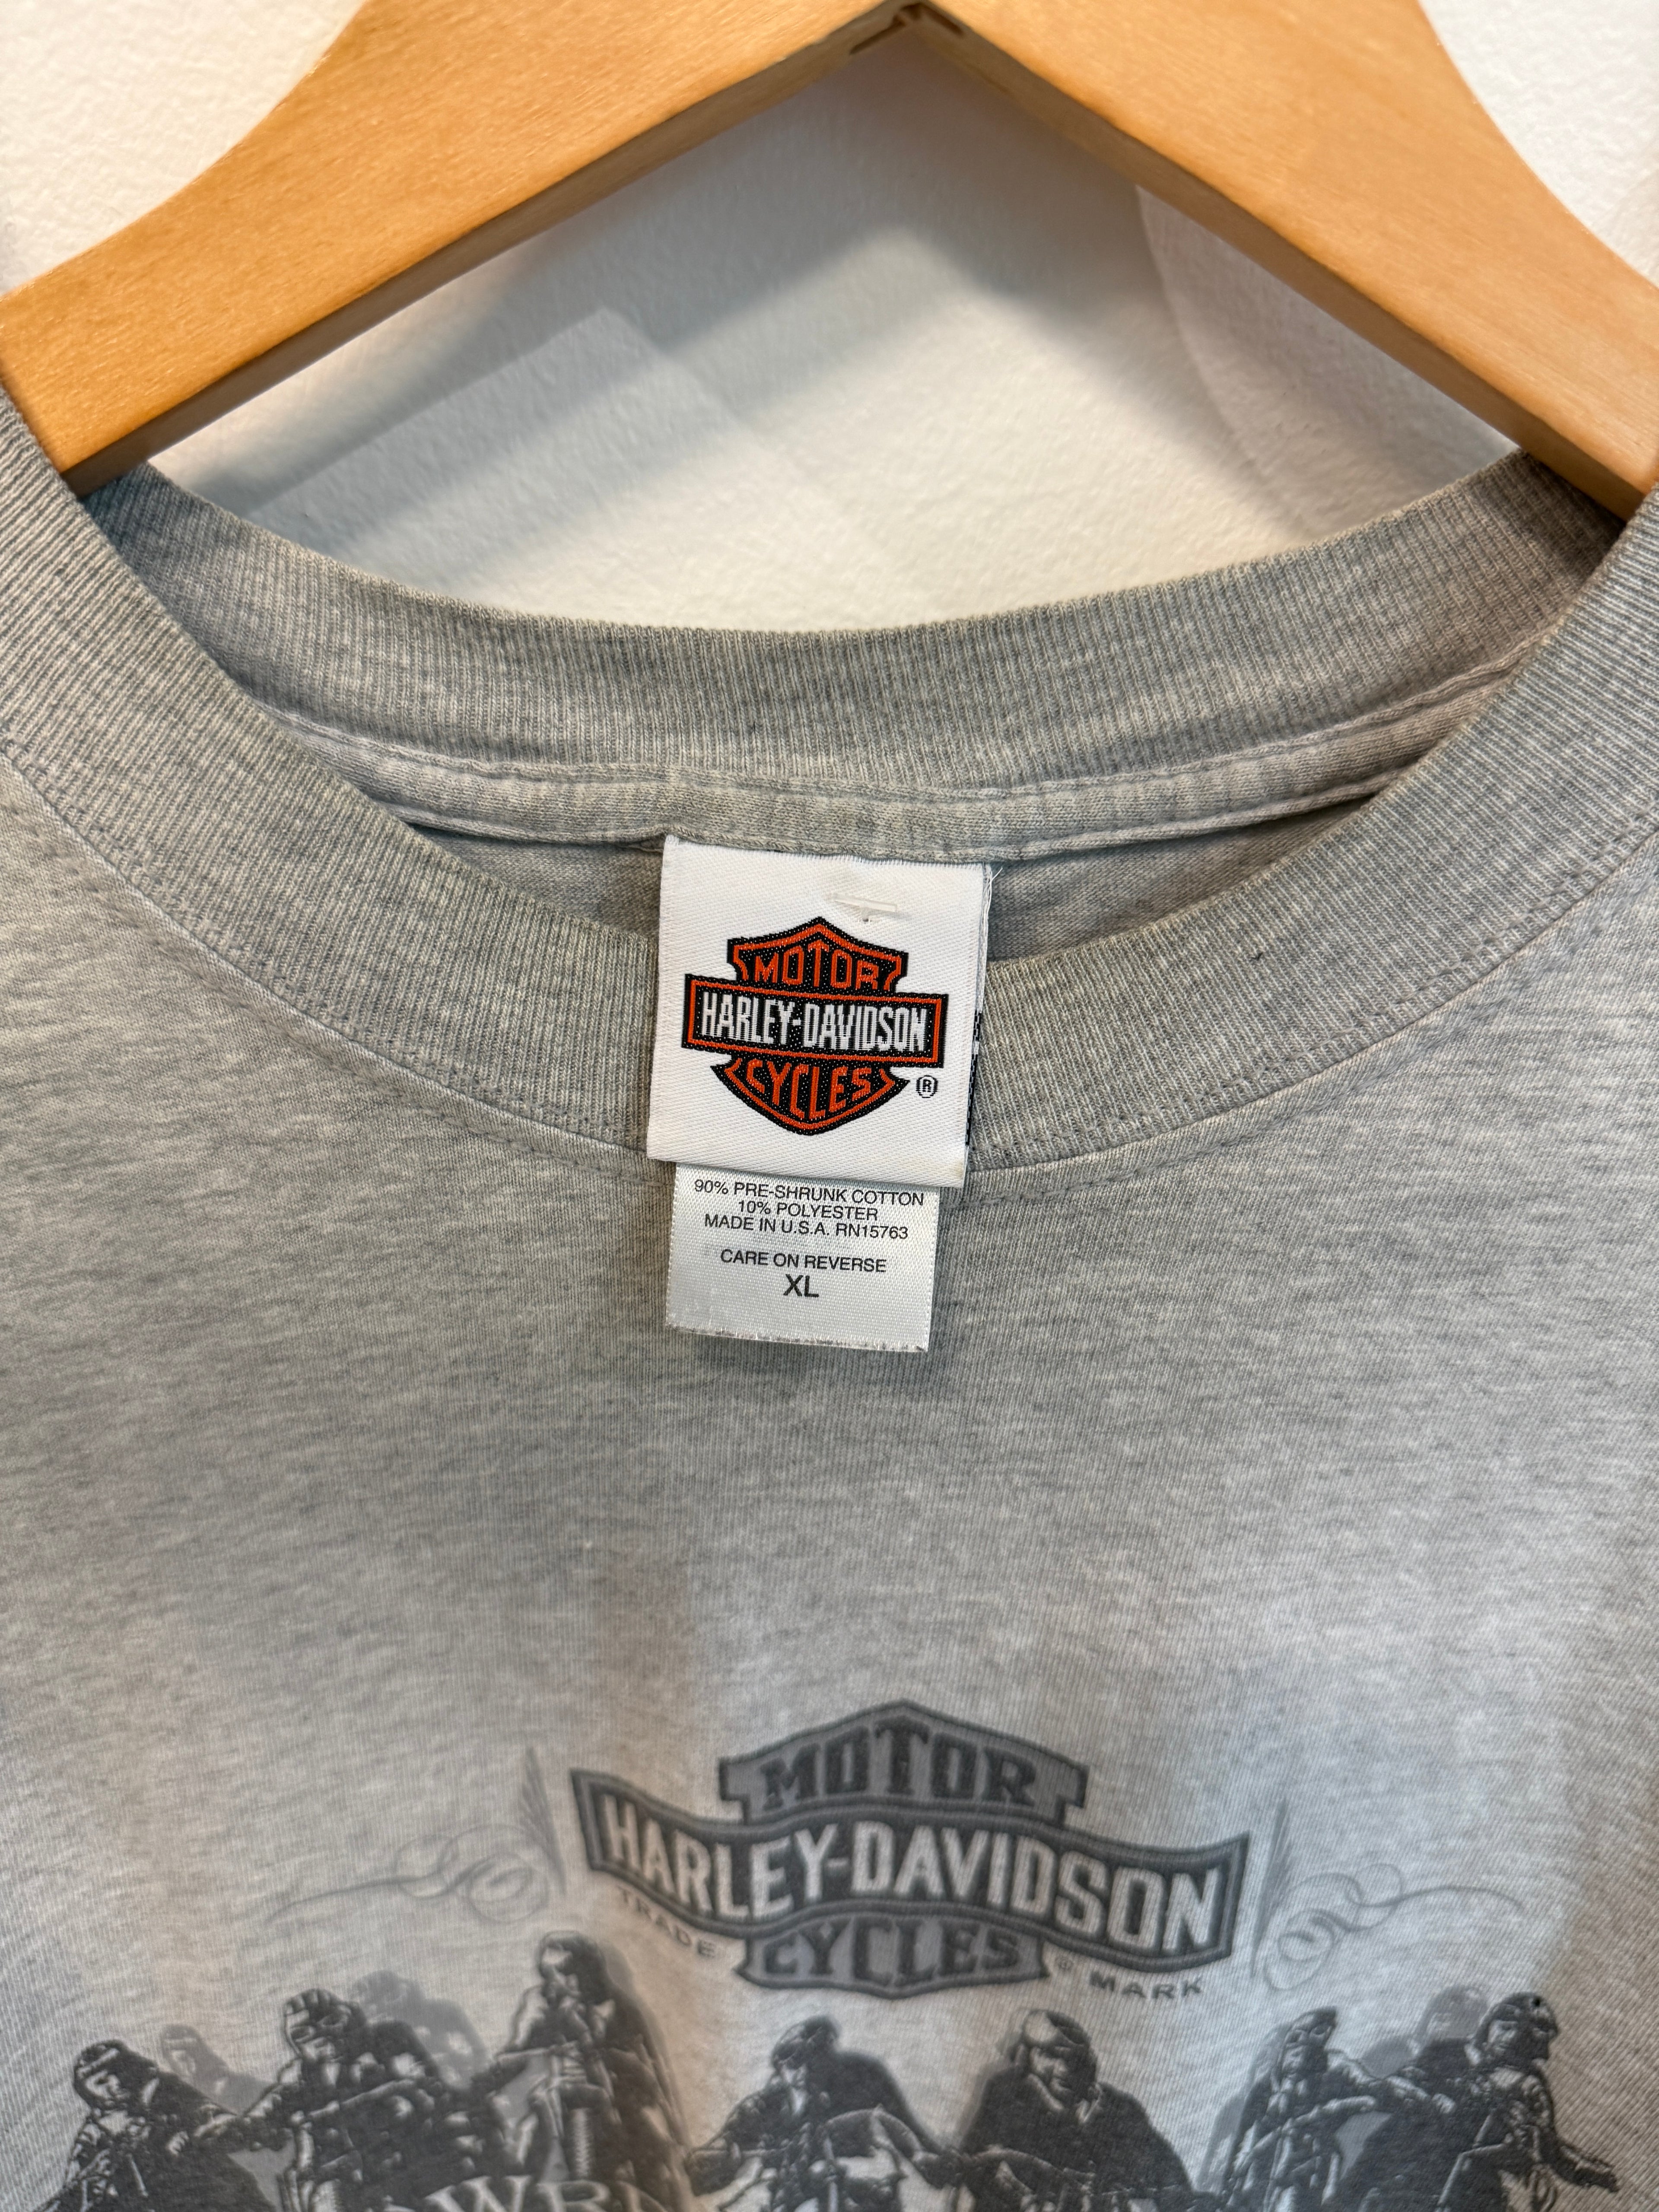 MOTOR
HARLEY-DAVIDSON
CYCLES ®
90% PRE-SHRUNK COTTON
10% POLYESTER
MADE IN U.S.A. RN15763
CARE ON REVERSE
XL
MOTOR
HARLEY-DAVIDSON
CYCLES
TRADE ® MARK